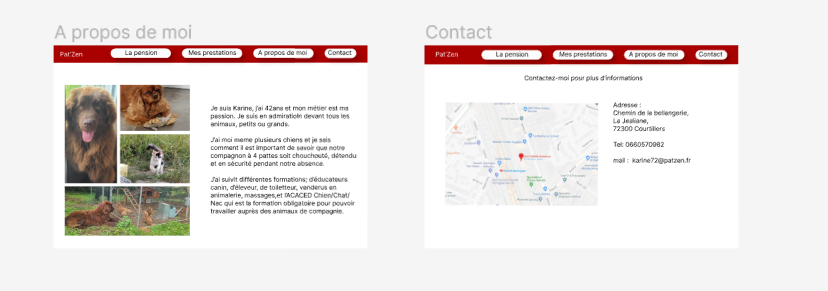 A propos de moi
Pat'Zen
La pension
Mes prestations
A propos de moi
Contact
Je suis Karine, j'ai 42ans et mon métier est ma
passion. Je suis en admiratioin devant tous les
animaux, petits ou grands.
J'ai moi meme plusieurs chiens et je sais
comment il est important de savoir que notre
compagnon à 4 pattes soit chouchouté, détendu
et en sécurité pendant notre absence.
J'ai suivit différentes formations; d'éducateurs
canin, d'éleveur, de toiletteur, vendeurus en
animalerie, massages,et l'ACACED Chien/Chat/
Nac qui est la formation obligatoire pour pouvoir
travailler auprès des animaux de compagnie.
Contact
Pat'Zen
La pension
Mes prestations
A propos de moi
Contact
Contactez-moi pour plus d'informations
Adresse :
Chemin de la bellangerie,
La Jealiane,
72300 Courtillers
Tel: 0660570982
mail : karine72@patzen.fr